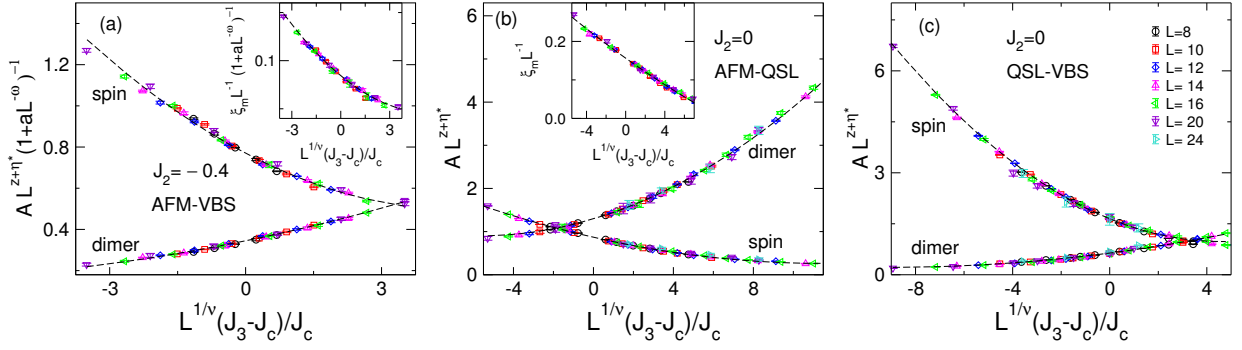 (a)
A L^{z+η*}(1+aL^{-ω})^{-1}
1.2
1
0.8
0.6
0.4
spin
J_2= − 0.4
AFM-VBS
dimer
-3
0
3
L^{1/ν}(J_3-J_c)/J_c
ξ_m L^{-1} (1+aL^{-ω})^{-1}
0.1
-3
0
3
L^{1/ν}(J_3-J_c)/J_c
(b)
J_2=0
AFM-QSL
A L^{z+η*}
6
4
2
0
dimer
spin
-4
0
4
8
L^{1/ν}(J_3-J_c)/J_c
ξ_m L^{-1}
0.2
0.0
-4
0
4
L^{1/ν}(J_3-J_c)/J_c
(c)
J_2=0
QSL-VBS
A L^{z+η*}
6
3
0
spin
dimer
-8
-4
0
4
L^{1/ν}(J_3-J_c)/J_c
L=8
L= 10
L= 12
L= 14
L= 16
L= 20
L= 24